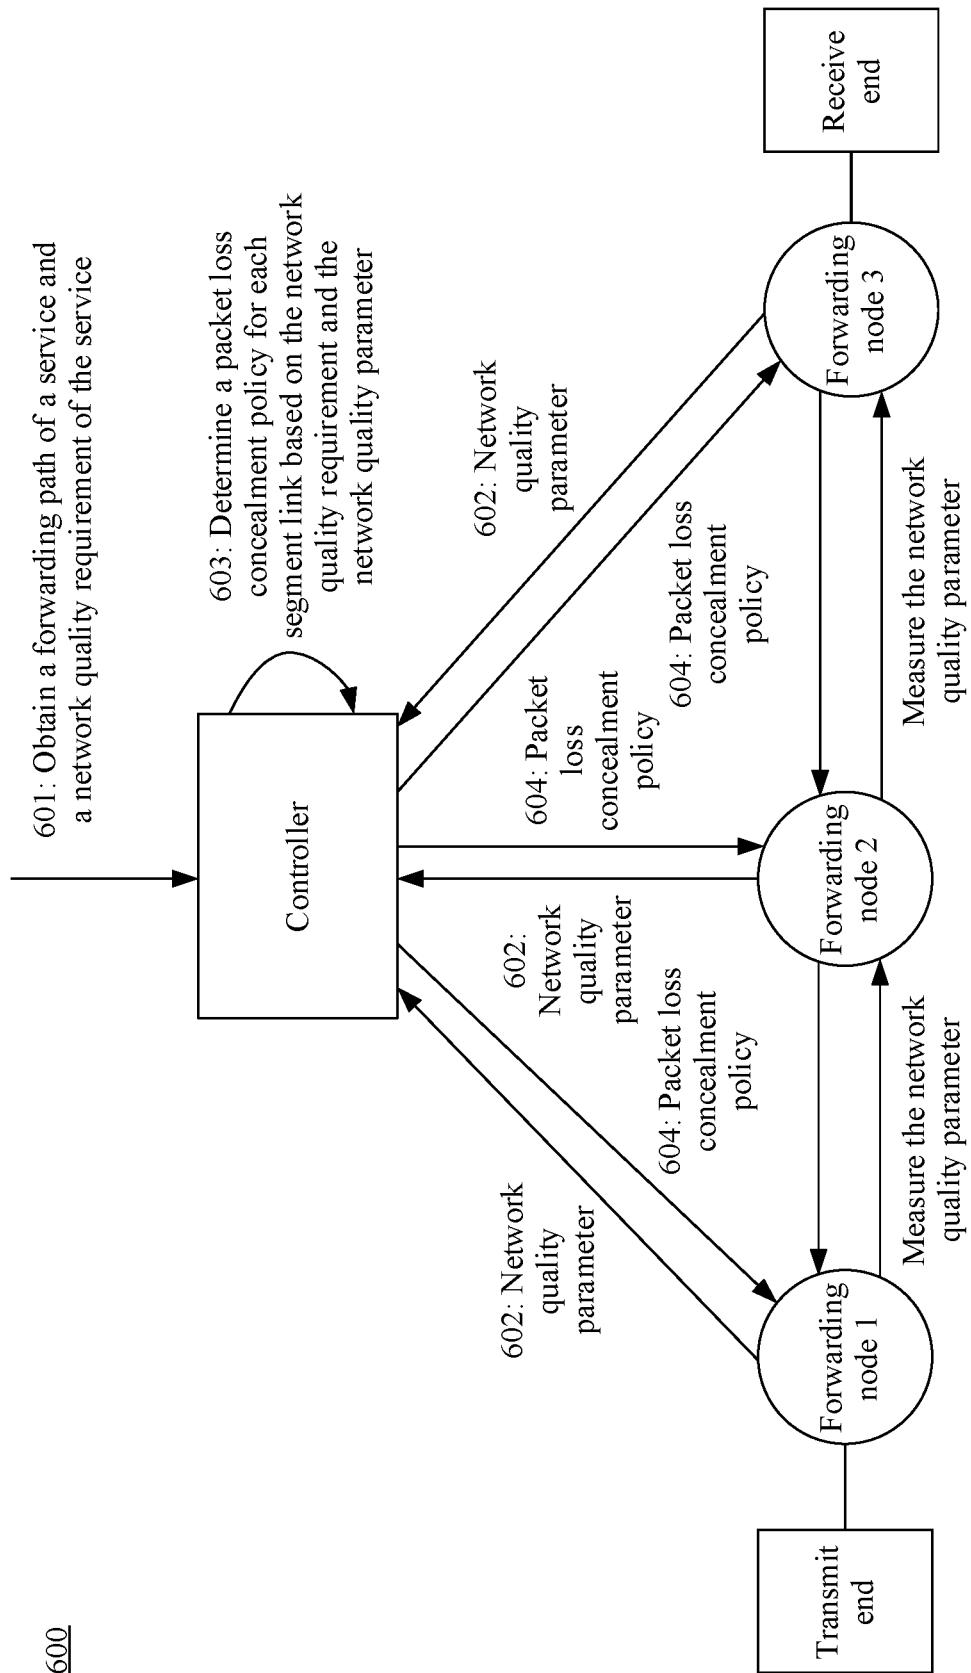 600
601: Obtain a forwarding path of a service and
a network quality requirement of the service
603: Determine a packet loss
concealment policy for each
segment link based on the network
quality requirement and the
network quality parameter
Controller
602: Network
quality
parameter
604: Packet loss
concealment
policy
602:
Network
quality
parameter
604: Packet
loss
concealment
policy
604: Packet loss
concealment
policy
602: Network
quality
parameter
Transmit
end
Forwarding
node 1
Measure the network
quality parameter
Forwarding
node 2
Measure the network
quality parameter
Forwarding
node 3
Receive
end